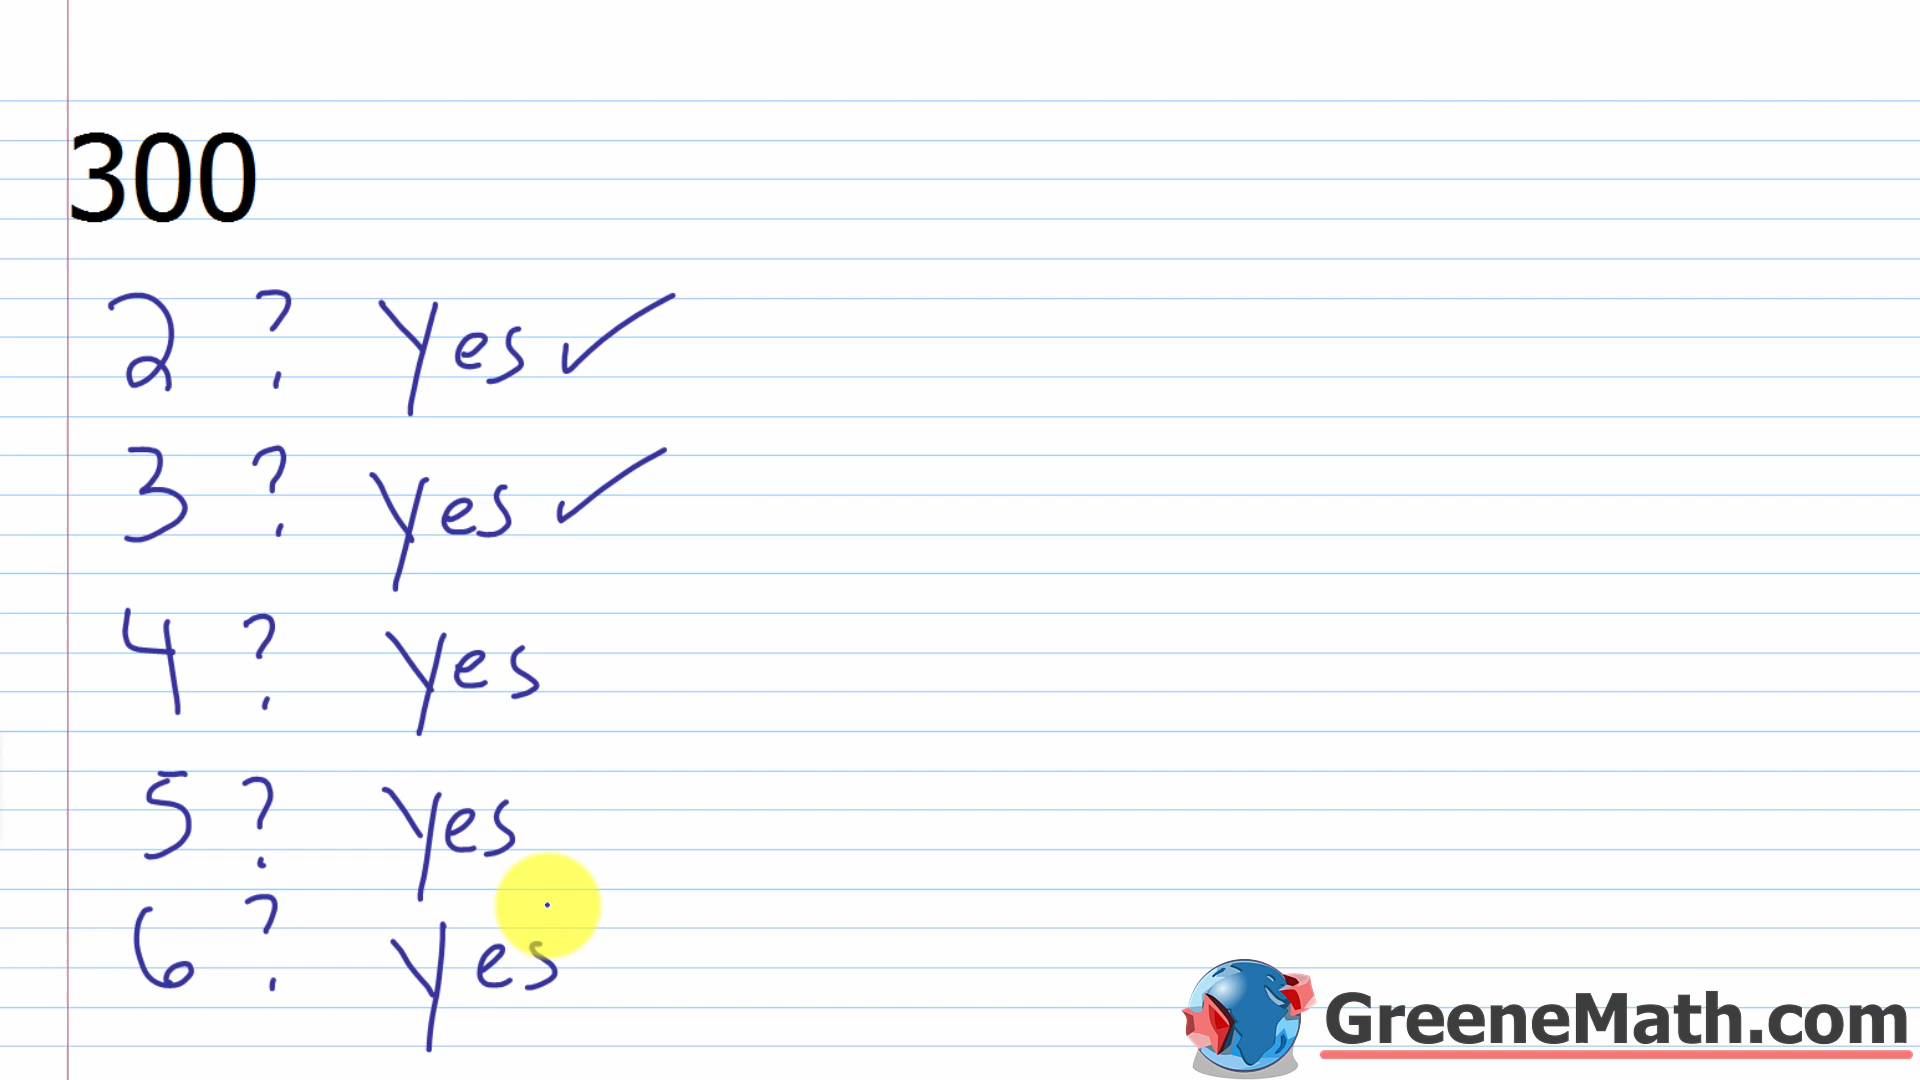 300
2 ? Yes ✓
3 ? Yes ✓
4 ? Yes
5 ? Yes
6 ? Yes
GreeneMath.com